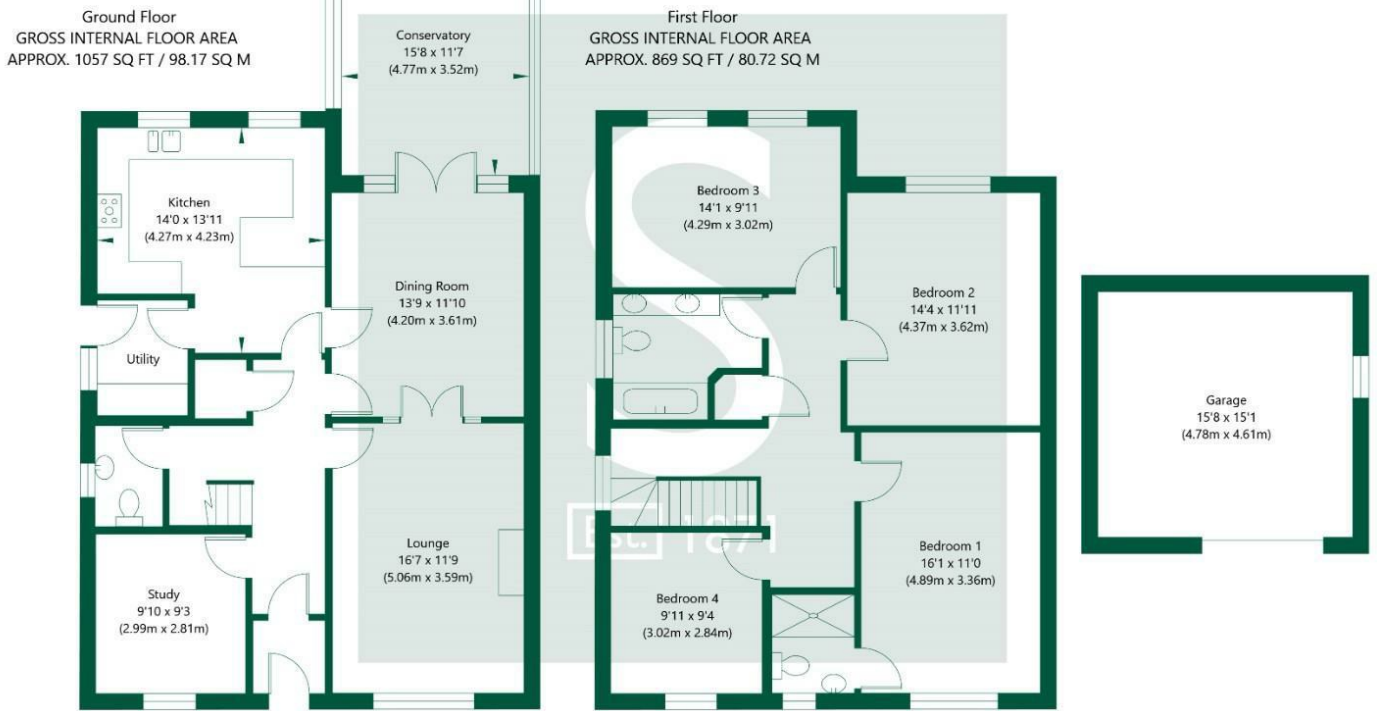 Ground Floor
GROSS INTERNAL FLOOR AREA
APPROX. 1057 SQ FT / 98.17 SQ M
Conservatory
15'8 x 11'7
(4.77m x 3.52m)
Kitchen
14'0 x 13'11
(4.27m x 4.23m)
Dining Room
13'9 x 11'10
(4.20m x 3.61m)
Utility
Lounge
16'7 x 11'9
(5.06m x 3.59m)
Study
9'10 x 9'3
(2.99m x 2.81m)
First Floor
GROSS INTERNAL FLOOR AREA
APPROX. 869 SQ FT / 80.72 SQ M
Bedroom 3
14'1 x 9'11
(4.29m x 3.02m)
Bedroom 2
14'4 x 11'11
(4.37m x 3.62m)
Bedroom 1
16'1 x 11'0
(4.89m x 3.36m)
Bedroom 4
9'11 x 9'4
(3.02m x 2.84m)
Garage
15'8 x 15'1
(4.78m x 4.61m)
S
Est. 1871